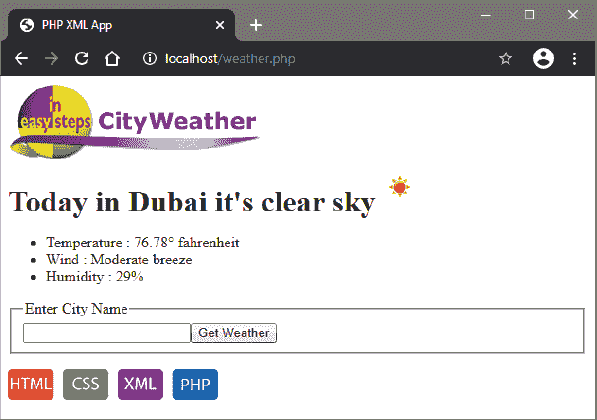 PHP XML App
localhost/weather.php
in
easy steps
CityWeather
Today in Dubai it's clear sky
Temperature : 76.78° fahrenheit
Wind : Moderate breeze
Humidity : 29%
Enter City Name
Get Weather
HTML CSS XML PHP